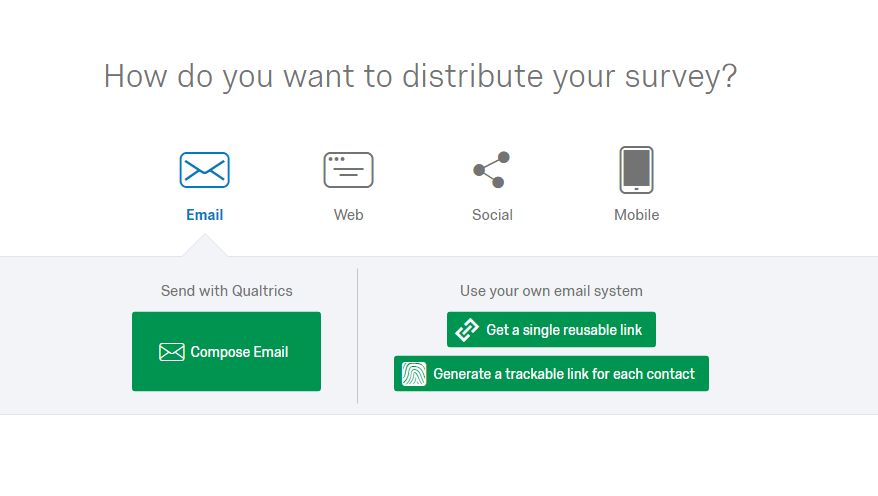 How do you want to distribute your survey?
Email
Web
Social
Mobile
Send with Qualtrics
Compose Email
Use your own email system
Get a single reusable link
Generate a trackable link for each contact